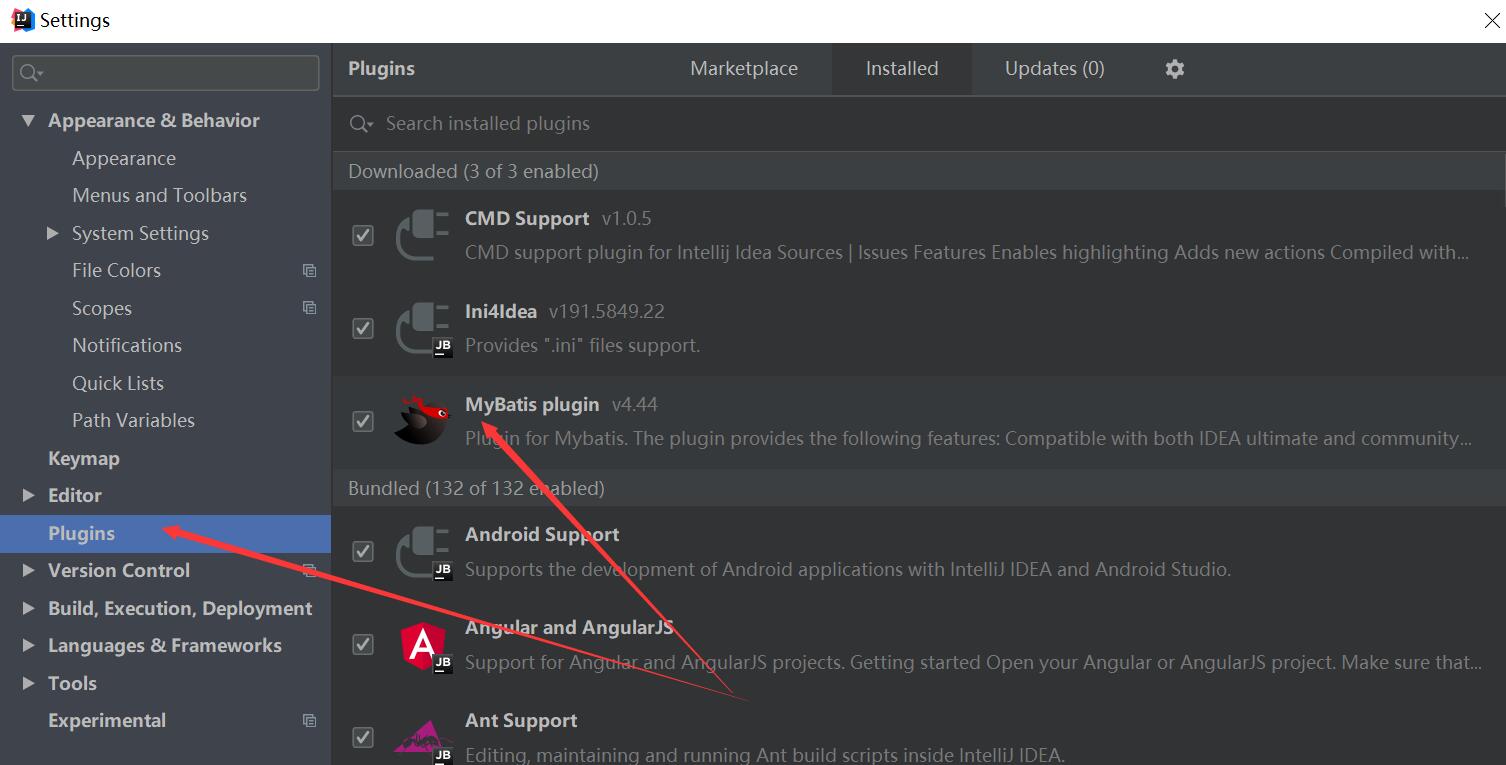 Settings
Appearance & Behavior
Appearance
Menus and Toolbars
System Settings
File Colors
Scopes
Notifications
Quick Lists
Path Variables
Keymap
Editor
Plugins
Version Control
Build, Execution, Deployment
Languages & Frameworks
Tools
Experimental
Plugins Marketplace Installed Updates (0)
Search installed plugins
Downloaded (3 of 3 enabled)
CMD Support v1.0.5
CMD support plugin for Intellij Idea Sources | Issues Features Enables highlighting Adds new actions Compiled with...
Ini4Idea v191.5849.22
JB Provides ".ini" files support.
MyBatis plugin v4.44
Plugin for Mybatis. The plugin provides the following features: Compatible with both IDEA ultimate and community...
Bundled (132 of 132 enabled)
Android Support
JB Supports the development of Android applications with IntelliJ IDEA and Android Studio.
Angular and AngularJS
JB Support for Angular and AngularJS projects. Getting started Open your Angular or AngularJS project. Make sure that...
Ant Support
JB Editing, maintaining and running Ant build scripts inside IntelliJ IDEA.